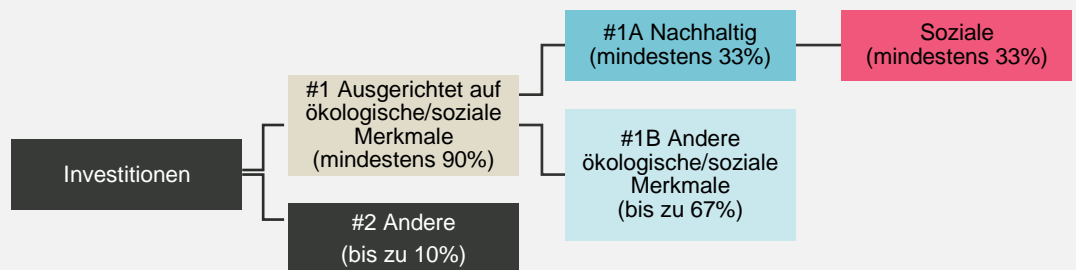 Investitionen
#1 Ausgerichtet auf
ökologische/soziale
Merkmale
(mindestens 90%)
#2 Andere
(bis zu 10%)
#1A Nachhaltig
(mindestens 33%)
#1B Andere
ökologische/soziale
Merkmale
(bis zu 67%)
Soziale
(mindestens 33%)